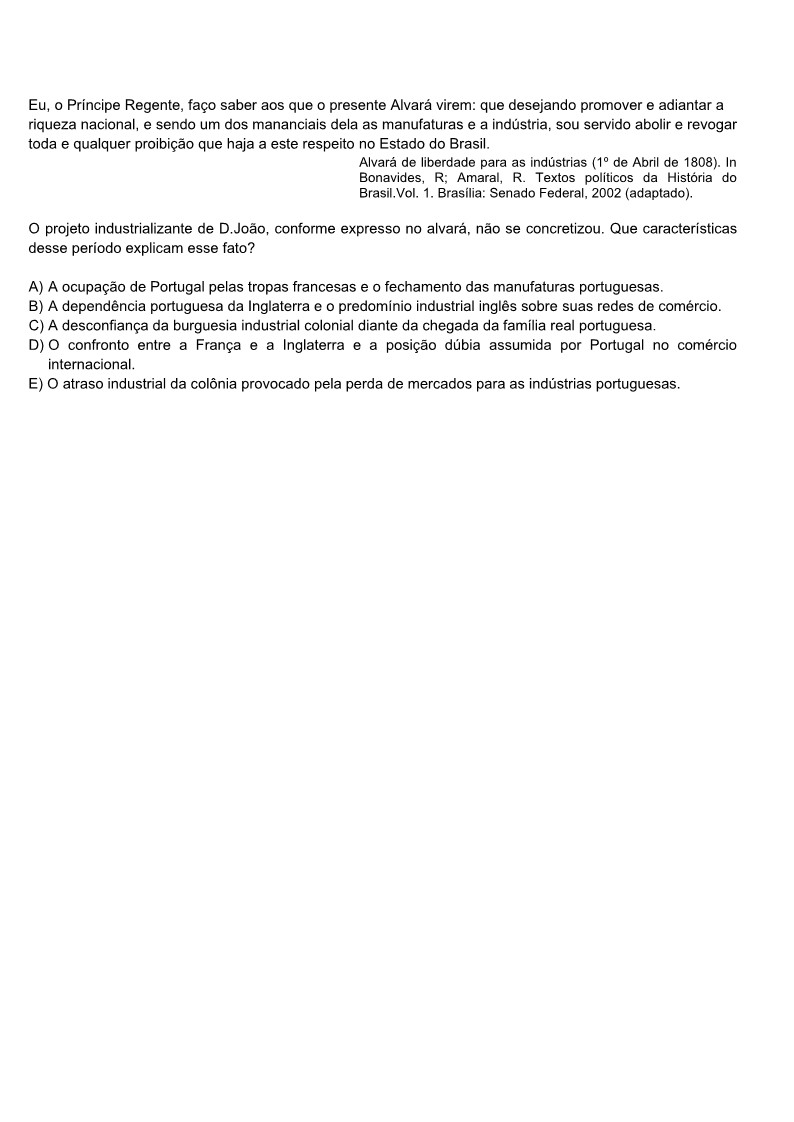 Eu, o Príncipe Regente, faço saber aos que o presente Alvará virem: que desejando promover e adiantar a
riqueza nacional, e sendo um dos mananciais dela as manufaturas e a indústria, sou servido abolir e revogar
toda e qualquer proibição que haja a este respeito no Estado do Brasil.
Alvará de liberdade para as indústrias (1º de Abril de 1808). In
Bonavides, R; Amaral, R. Textos políticos da História do
Brasil.Vol. 1. Brasília: Senado Federal, 2002 (adaptado).
O projeto industrializante de D.João, conforme expresso no alvará, não se concretizou. Que características
desse período explicam esse fato?
A) A ocupação de Portugal pelas tropas francesas e o fechamento das manufaturas portuguesas.
B) A dependência portuguesa da Inglaterra e o predomínio industrial inglês sobre suas redes de comércio.
C) A desconfiança da burguesia industrial colonial diante da chegada da família real portuguesa.
D) O confronto entre a França e a Inglaterra e a posição dúbia assumida por Portugal no comércio
internacional.
E) O atraso industrial da colônia provocado pela perda de mercados para as indústrias portuguesas.